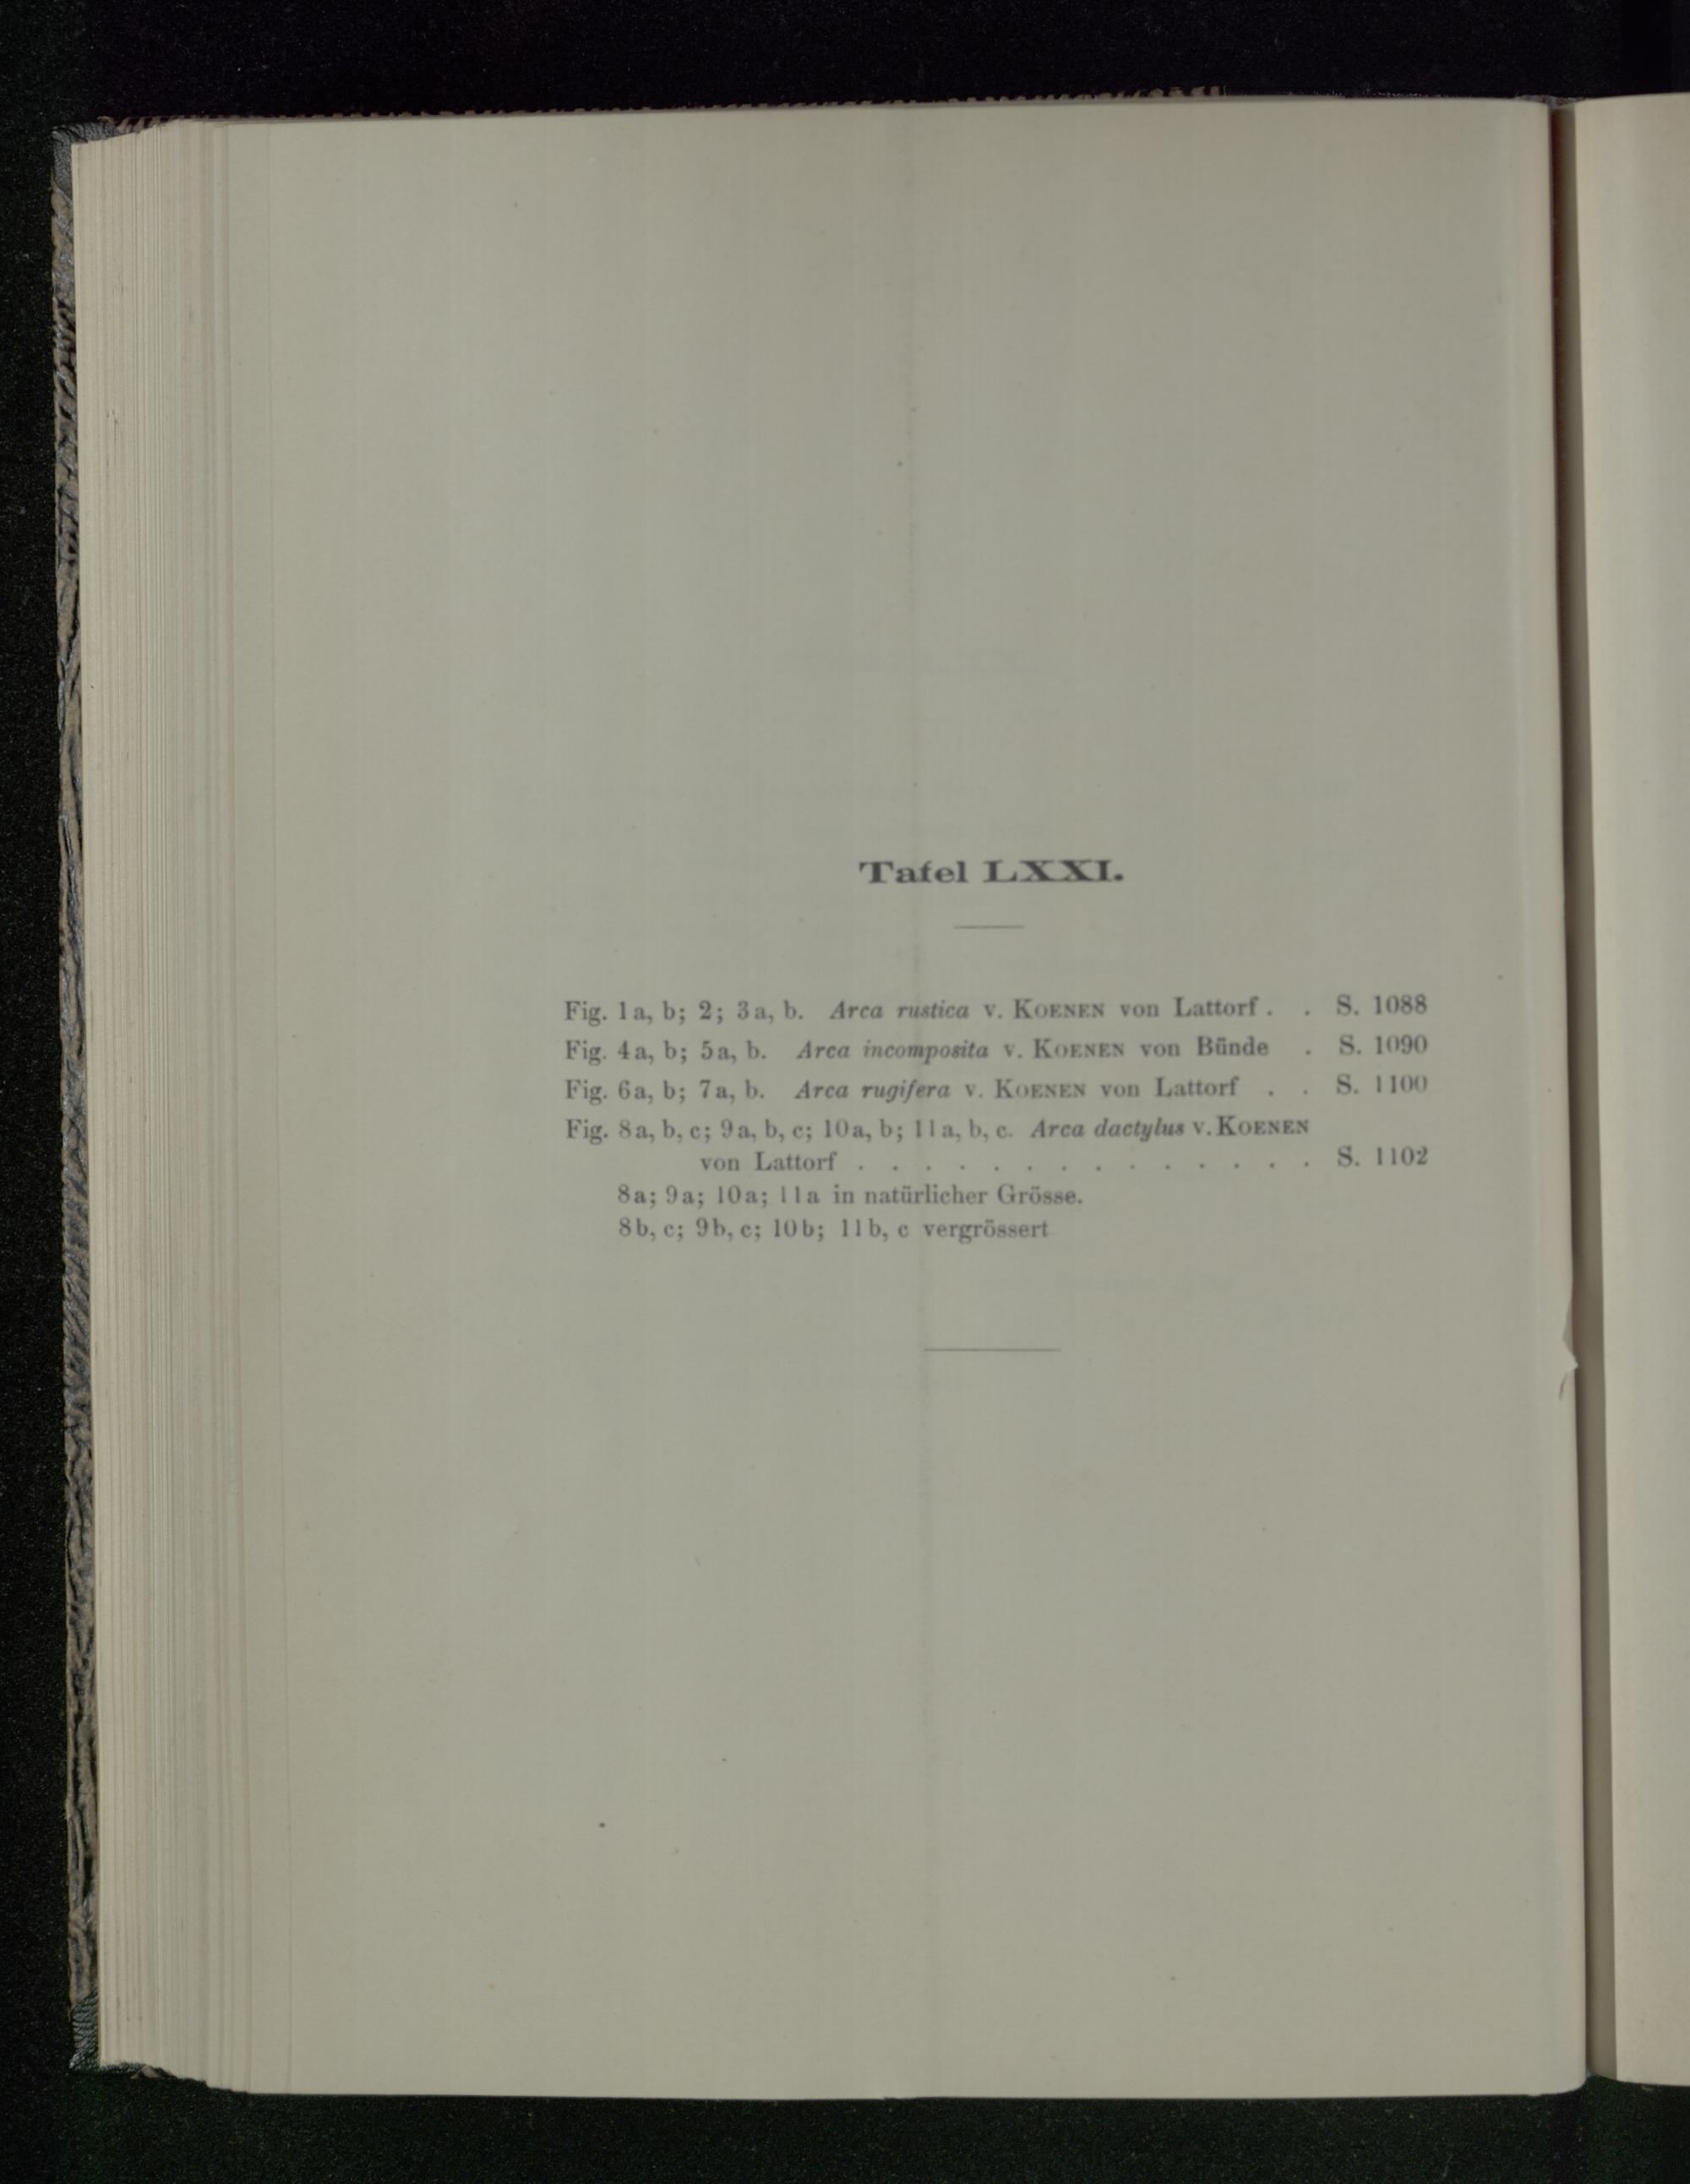 Tafel LXXI.
Fig. 1a, b; 2; 3a, b. Arca rustica v. Koenen von Lattorf . . S. 1088
Fig. 4a, b; 5a, b. Arca incomposita v. Koenen von Bünde . S. 1090
Fig. 6a, b; 7a, b. Arca rugifera v. Koenen von Lattorf . . S. 1100
Fig. 8a, b, c; 9a, b, c; 10a, b; 11a, b, c. Arca dactylus v. Koenen
von Lattorf . . . . . . . . . . . . . . S. 1102
8a; 9a; 10a; 11a in natürlicher Grösse.
8b, c; 9b, c; 10b; 11b, c vergrössert